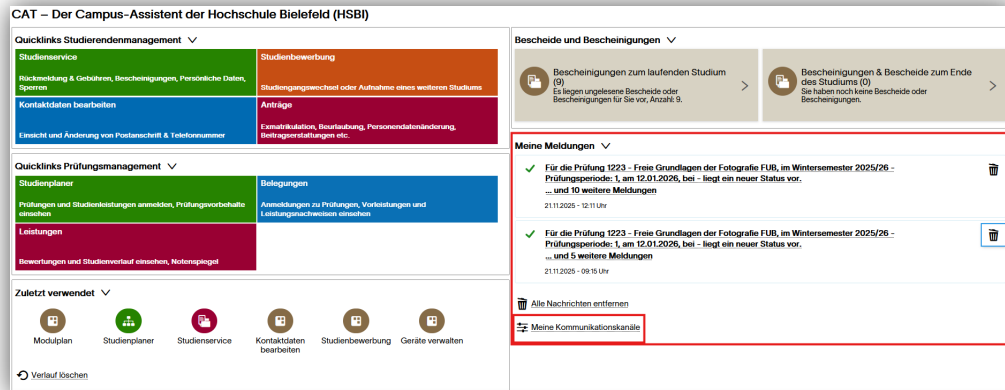 CAT – Der Campus-Assistent der Hochschule Bielefeld (HSBI)
Quicklinks Studierendenmanagement
Studienservice
Rückmeldung & Gebühren, Bescheinigungen, Persönliche Daten,
Sperren
Studienbewerbung
Studiengangswechsel oder Aufnahme eines weiteren Studiums
Kontaktdaten bearbeiten
Einsicht und Änderung von Postanschrift & Telefonnummer
Anträge
Exmatrikulation, Beurlaubung, Personendatenänderung,
Beitragserstattungen etc.
Quicklinks Prüfungsmanagement
Studienplaner
Prüfungen und Studienleistungen anmelden, Prüfungsvorbehalte
einsehen
Belegungen
Anmeldungen zu Prüfungen, Vorleistungen und
Leistungsnachweisen einsehen
Leistungen
Bewertungen und Studienverlauf einsehen, Notenspiegel
Zuletzt verwendet
Modulplan
Studienplaner
Studienservice
Kontaktdaten
bearbeiten
Studienbewerbung
Geräte verwalten
Verlauf löschen
Bescheide und Bescheinigungen
Bescheinigungen zum laufenden Studium
(9)
Es liegen ungelesene Bescheide oder
Bescheinigungen für Sie vor, Anzahl: 9.
Bescheinigungen & Bescheide zum Ende
des Studiums (0)
Sie haben noch keine Bescheide oder
Bescheinigungen.
Meine Meldungen
Für die Prüfung 1223 - Freie Grundlagen der Fotografie FUB, im Wintersemester 2025/26 -
Prüfungsperiode: 1, am 12.01.2026, bei - liegt ein neuer Status vor.
... und 10 weitere Meldungen
21.11.2025 - 12:11 Uhr
Für die Prüfung 1223 - Freie Grundlagen der Fotografie FUB, im Wintersemester 2025/26 -
Prüfungsperiode: 1, am 12.01.2026, bei - liegt ein neuer Status vor.
... und 5 weitere Meldungen
21.11.2025 - 09:15 Uhr
Alle Nachrichten entfernen
Meine Kommunikationskanäle